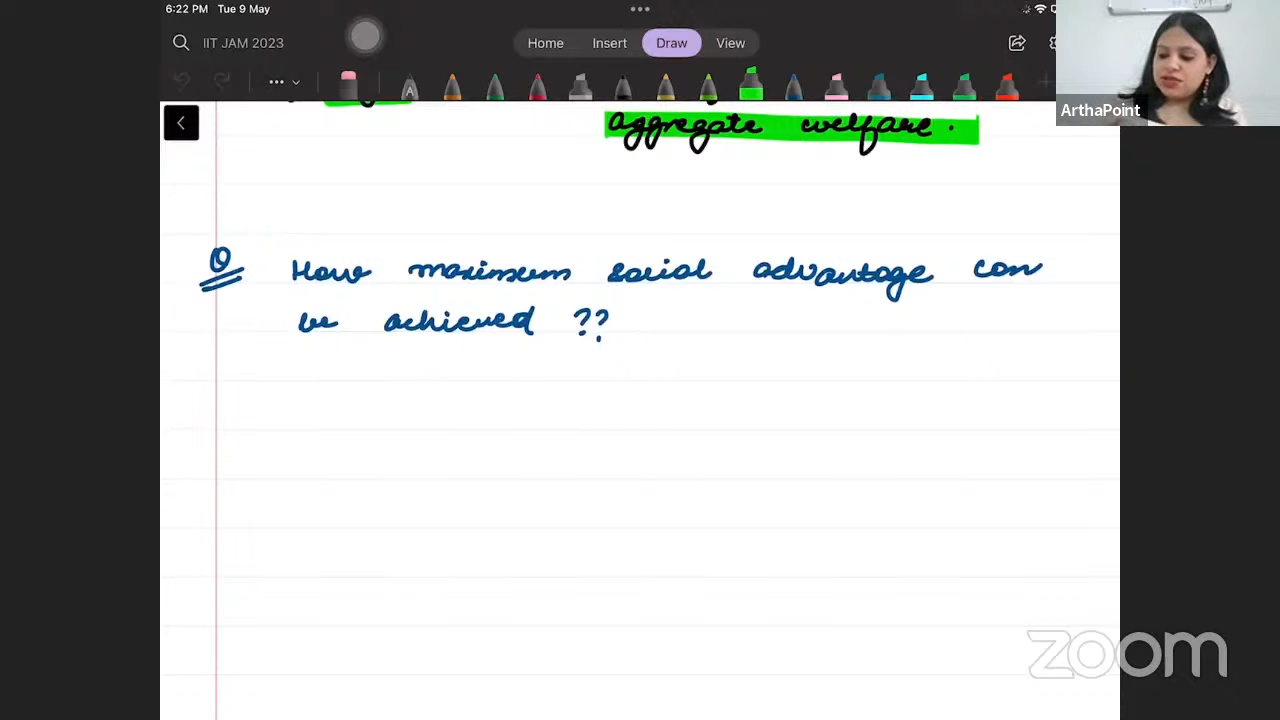 6:22 PM Tue 9 May
IIT JAM 2023
Home Insert Draw View
A
ArthaPoint
aggregate welfare.
Q How maximum social advantage can
be achieved ??
zoom